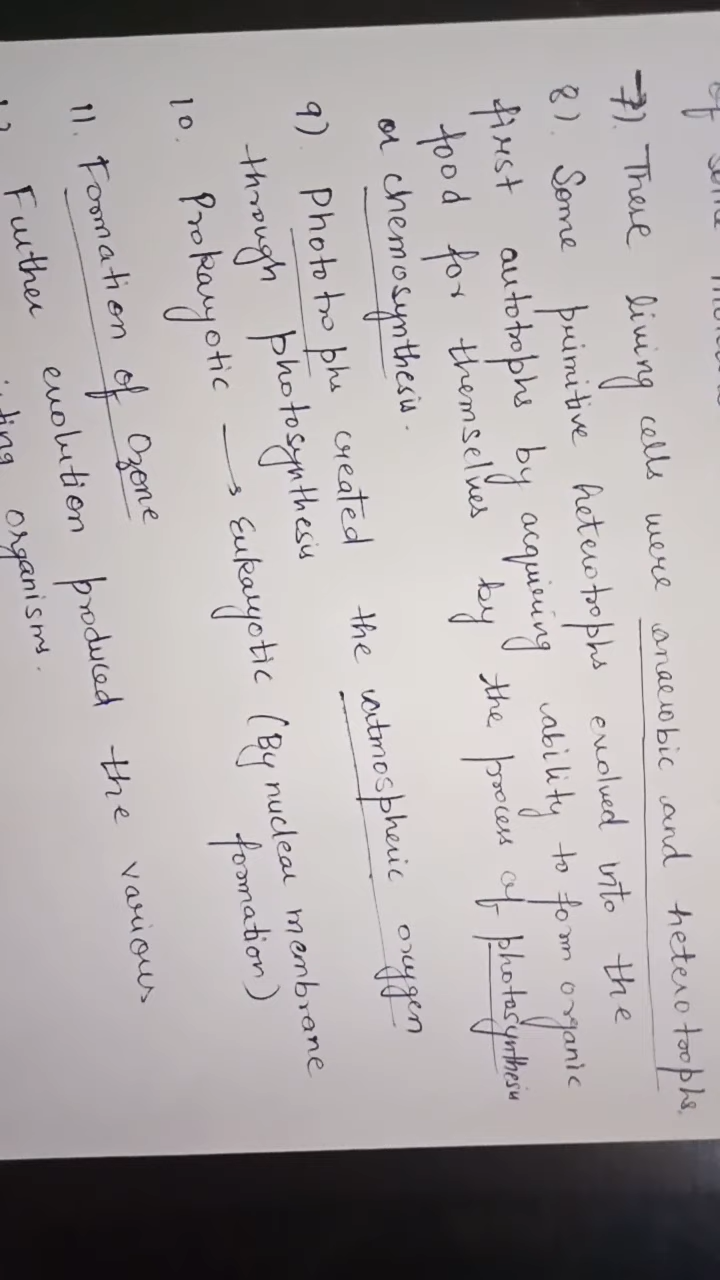 of some
7). These living cells were anaerobic and heterotrophs.
8). Some primitive heterotrophs evolved into the
first autotrophs by acquiering ability to form organic
food for themselves by the process of photosynthesis
or chemosynthesis.
9) Phototrophs created the atmospheric oxygen
through photosynthesis
10. Prokaryotic → Eukaryotic (By nuclear membrane
formation)
11. Formation of Ozone
Further evolution produced the various
organisms.